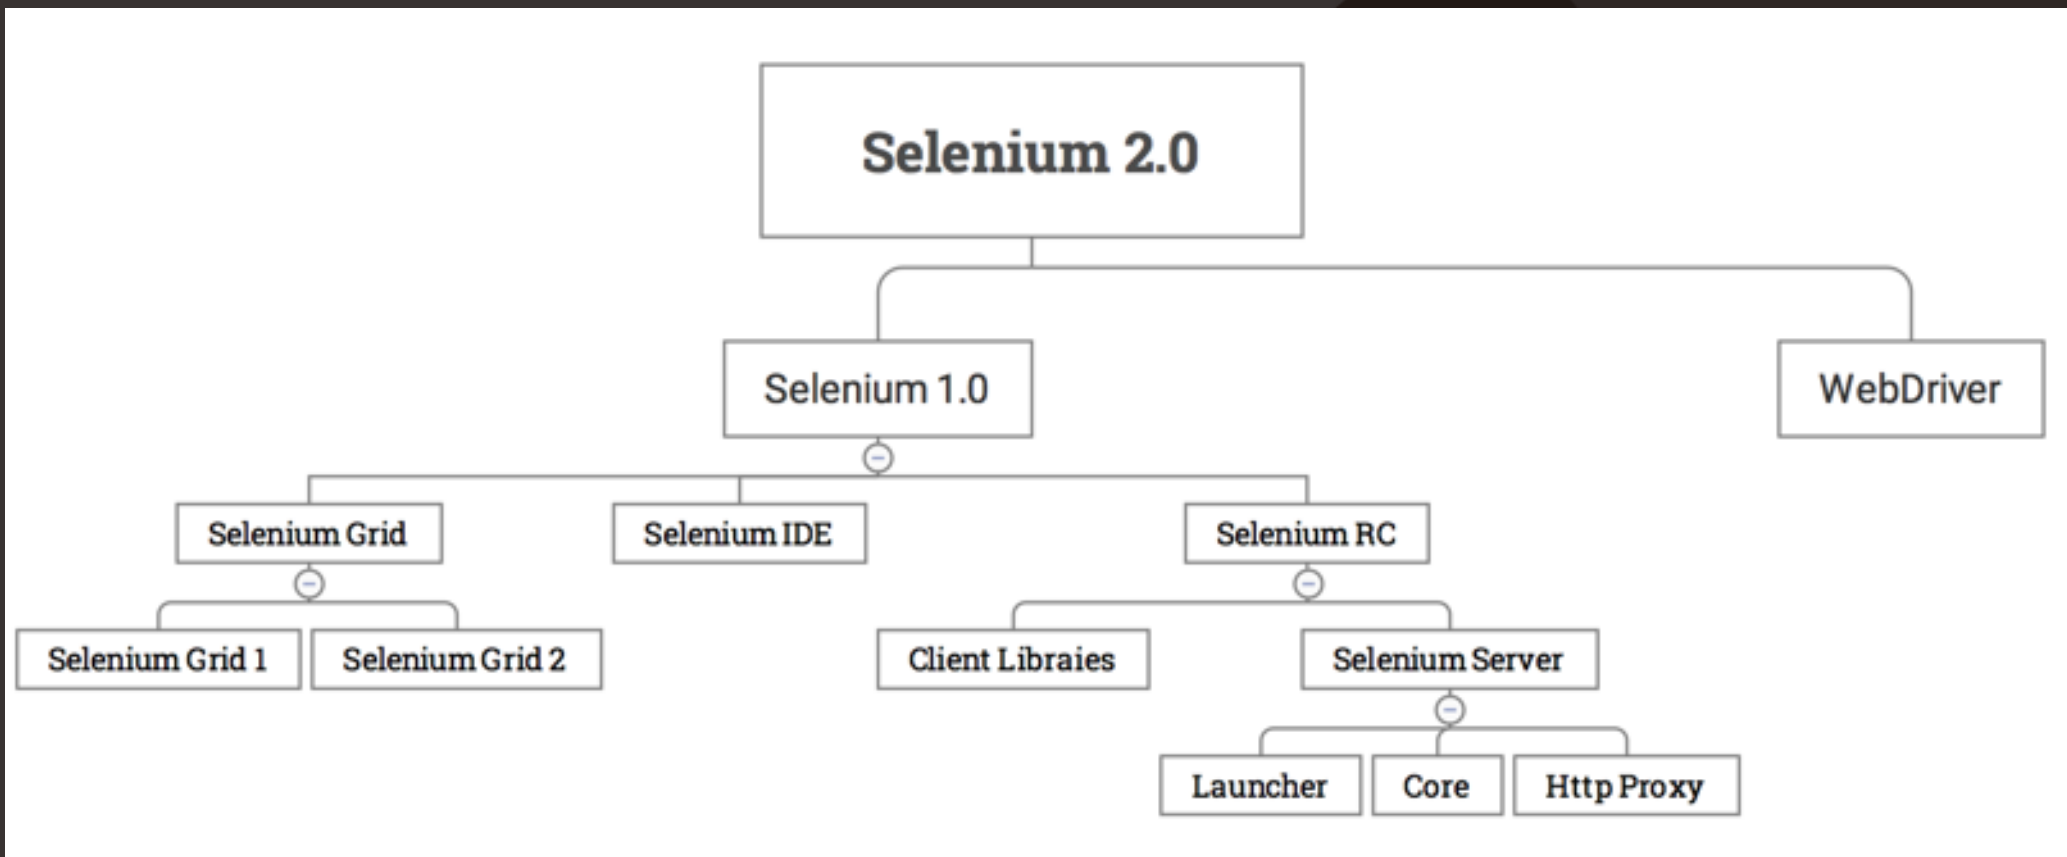 Selenium 2.0
Selenium 1.0
WebDriver
Selenium Grid
Selenium IDE
Selenium RC
Selenium Grid 1
Selenium Grid 2
Client Libraies
Selenium Server
Launcher
Core
Http Proxy